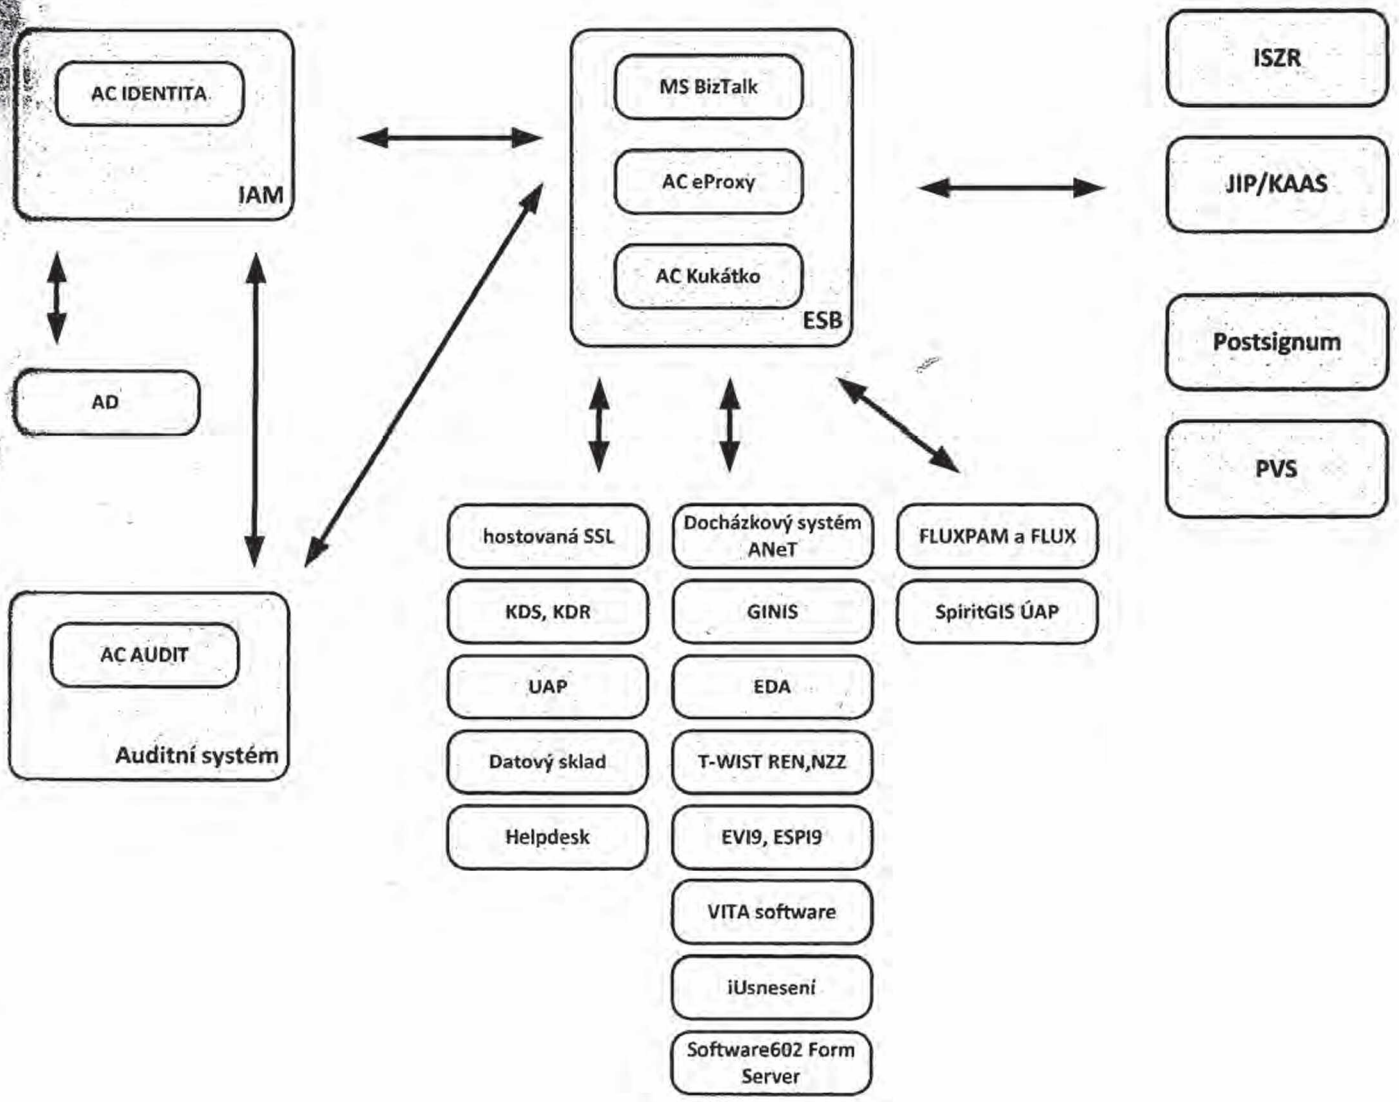 AC IDENTITA
IAM
AD
AC AUDIT
Auditní systém
MS BizTalk
AC eProxy
AC Kukátko
ESB
ISZR
JIP/KAAS
Postsignum
PVS
hostovaná SSL
KDS, KDR
UAP
Datový sklad
Helpdesk
Docházkový systém
ANeT
GINIS
EDA
T-WIST REN,NZZ
EVI9, ESPI9
VITA software
iUsnesení
Software602 Form
Server
FLUXPAM a FLUX
SpiritGIS ÚAP